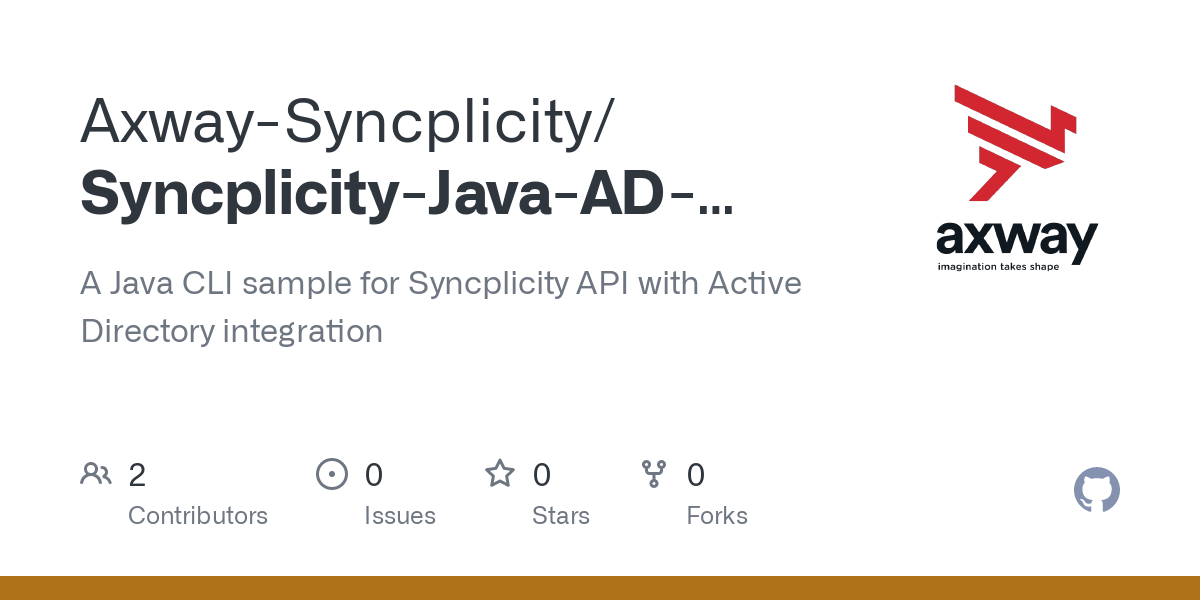 Axway-Syncplicity/
Syncplicity-Java-AD-...
A Java CLI sample for Syncplicity API with Active
Directory integration
axway
imagination takes shape
2
Contributors
0
Issues
0
Stars
0
Forks